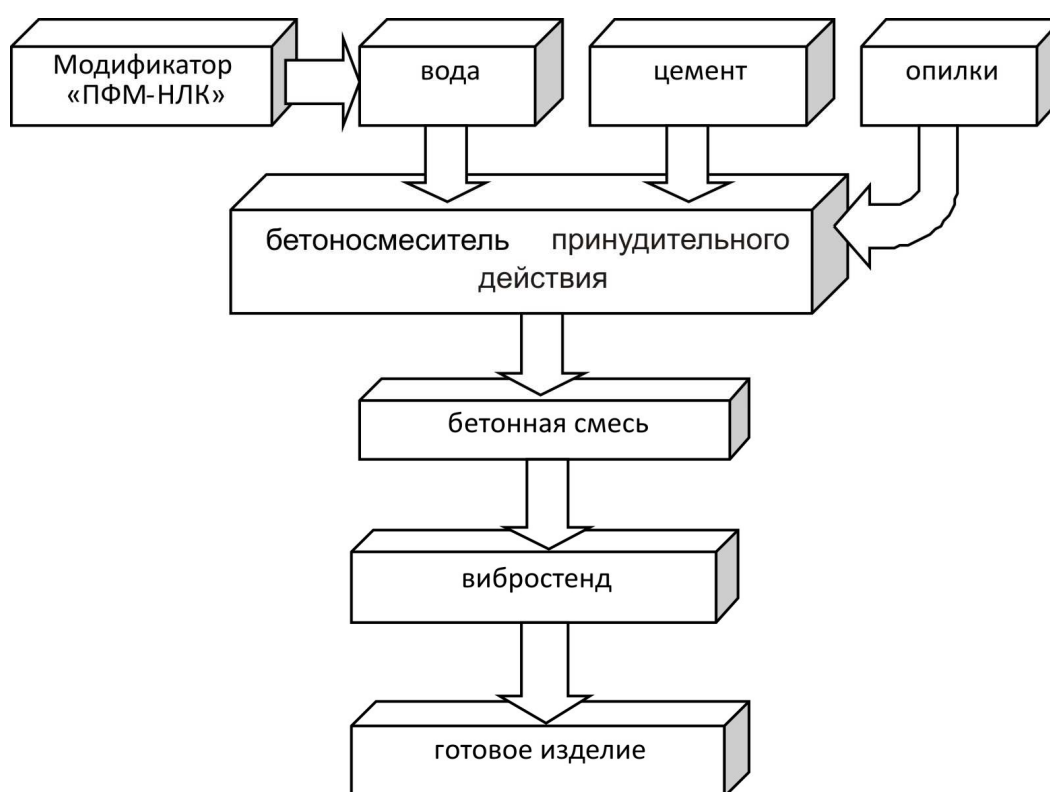 Модификатор
«ПФМ-НЛК»
вода
цемент
опилки
бетоносмеситель принудительного
действия
бетонная смесь
вибростенд
готовое изделие